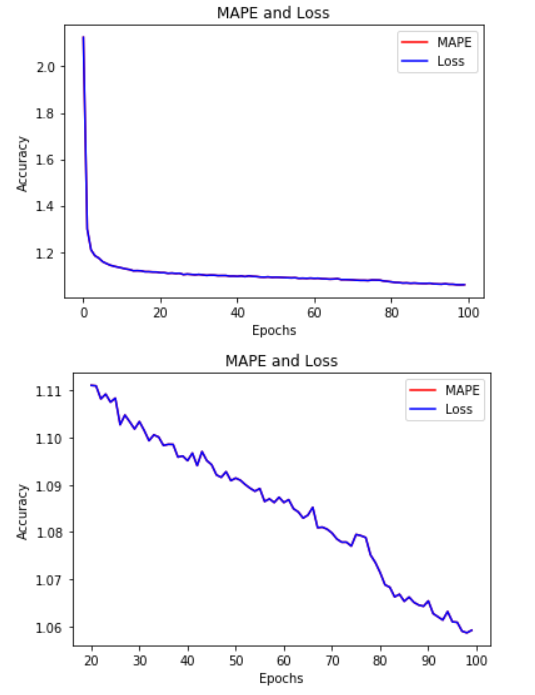 MAPE and Loss
MAPE
Loss
2.0
1.8
1.6
1.4
1.2
Accuracy
0 20 40 60 80 100
Epochs
MAPE and Loss
MAPE
Loss
1.11
1.10
1.09
1.08
1.07
1.06
Accuracy
20 30 40 50 60 70 80 90 100
Epochs